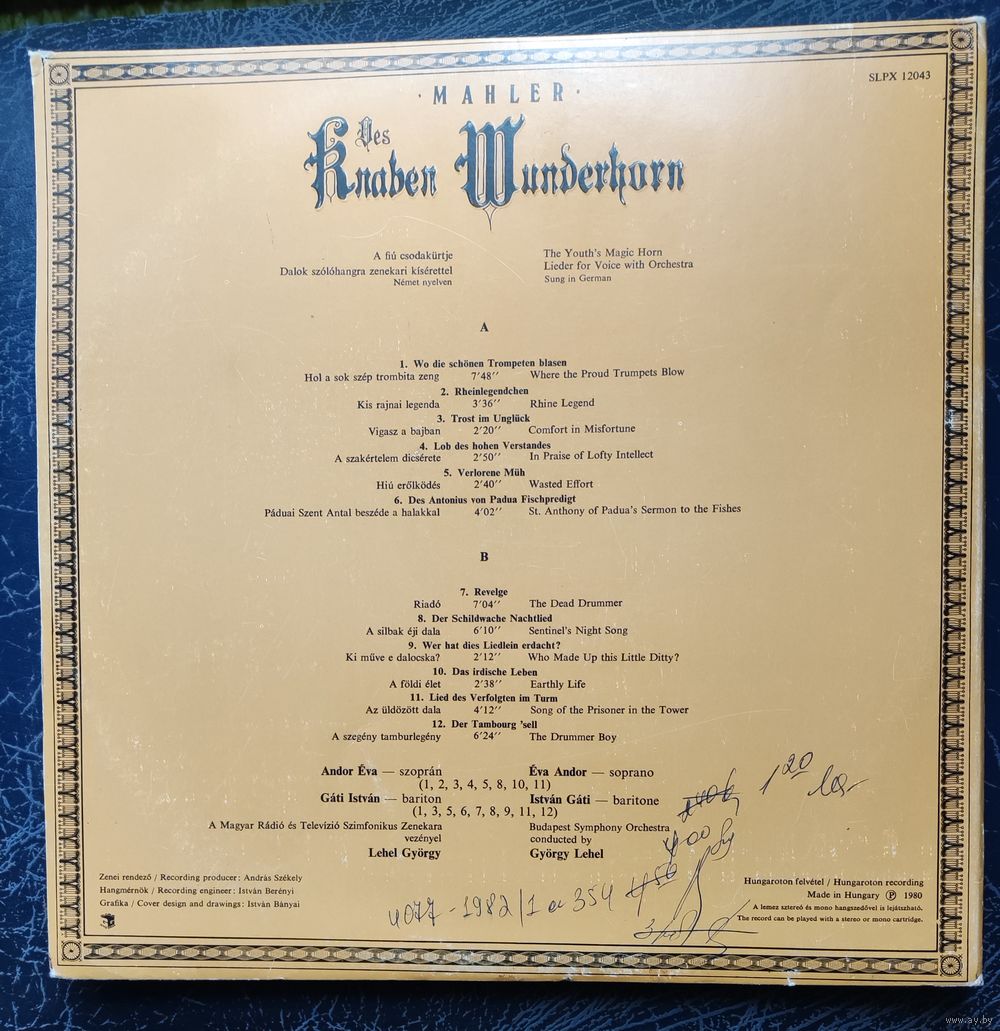 SLPX 12043
· MAHLER ·
Des
Knaben Wunderhorn
A fiú csodakürtje
Dalok szólóhangra zenekari kísérettel
Német nyelven
The Youth's Magic Horn
Lieder for Voice with Orchestra
Sung in German
A
1. Wo die schönen Trompeten blasen
Hol a sok szép trombita zeng 7′48″ Where the Proud Trumpets Blow
2. Rheinlegendchen
Kis rajnai legenda 3′36″ Rhine Legend
3. Trost im Unglück
Vigasz a bajban 2′20″ Comfort in Misfortune
4. Lob des hohen Verstandes
A szakértelem dicsérete 2′50″ In Praise of Lofty Intellect
5. Verlorene Müh
Hiú erőlködés 2′40″ Wasted Effort
6. Des Antonius von Padua Fischpredigt
Páduai Szent Antal beszéde a halakkal 4′02″ St. Anthony of Padua's Sermon to the Fishes
B
7. Revelge
Riadó 7′04″ The Dead Drummer
8. Der Schildwache Nachtlied
A silbak éji dala 6′10″ Sentinel's Night Song
9. Wer hat dies Liedlein erdacht?
Ki műve e dalocska? 2′12″ Who Made Up this Little Ditty?
10. Das irdische Leben
A földi élet 2′38″ Earthly Life
11. Lied des Verfolgten im Turm
Az üldözött dala 4′12″ Song of the Prisoner in the Tower
12. Der Tambourg 'sell
A szegény tamburlegény 6′24″ The Drummer Boy
Andor Éva — szoprán Éva Andor — soprano
(1, 2, 3, 4, 5, 8, 10, 11)
Gáti István — bariton István Gáti — baritone
(1, 3, 5, 6, 7, 8, 9, 11, 12)
A Magyar Rádió és Televízió Szimfonikus Zenekara
vezényel
Lehel György
Budapest Symphony Orchestra
conducted by
György Lehel
1 20
Zenei rendező / Recording producer: András Székely
Hangmérnök / Recording engineer: István Berényi
Grafika / Cover design and drawings: István Bányai
4077-1982/1 a 354
Hungaroton felvétel / Hungaroton recording
Made in Hungary Ⓟ 1980
A lemez sztereó és mono hangszedővel is lejátszható.
The record can be played with a stereo or mono cartridge.
www.ay.by